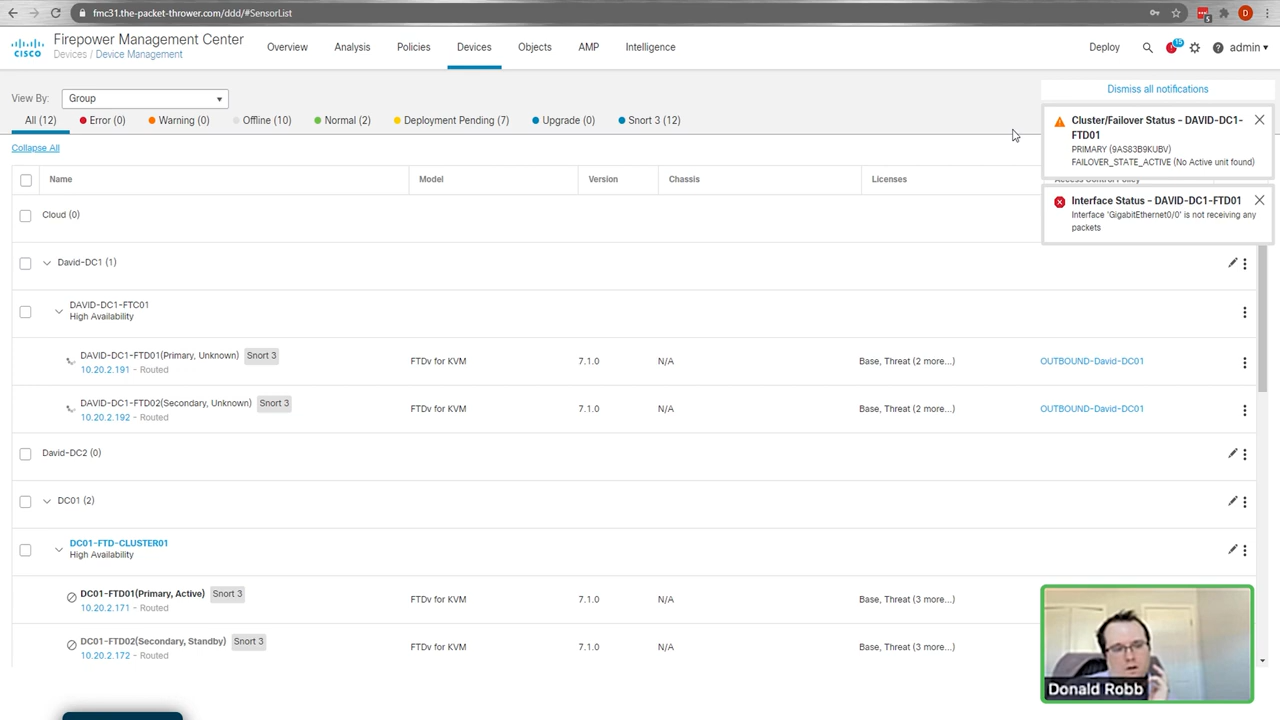 fmc31.the-packet-thrower.com/ddd/#SensorList
5
D
CISCO
Firepower Management Center
Devices / Device Management
Overview
Analysis
Policies
Devices
Objects
AMP
Intelligence
Deploy
15
admin
View By:
Group
Dismiss all notifications
All (12)
Error (0)
Warning (0)
Offline (10)
Normal (2)
Deployment Pending (7)
Upgrade (0)
Snort 3 (12)
Cluster/Failover Status - DAVID-DC1-
FTD01
PRIMARY (9AS83B9KUBV)
FAILOVER_STATE_ACTIVE (No Active unit found)
Collapse All
Name
Model
Version
Chassis
Licenses
Access Control Policy
Interface Status - DAVID-DC1-FTD01
Interface 'GigabitEthernet0/0' is not receiving any
packets
Cloud (0)
David-DC1 (1)
DAVID-DC1-FTC01
High Availability
DAVID-DC1-FTD01(Primary, Unknown) Snort 3
10.20.2.191 - Routed
FTDv for KVM
7.1.0
N/A
Base, Threat (2 more...)
OUTBOUND-David-DC01
DAVID-DC1-FTD02(Secondary, Unknown) Snort 3
10.20.2.192 - Routed
FTDv for KVM
7.1.0
N/A
Base, Threat (2 more...)
OUTBOUND-David-DC01
David-DC2 (0)
DC01 (2)
DC01-FTD-CLUSTER01
High Availability
DC01-FTD01(Primary, Active) Snort 3
10.20.2.171 - Routed
FTDv for KVM
7.1.0
N/A
Base, Threat (3 more...)
DC01-FTD02(Secondary, Standby) Snort 3
10.20.2.172 - Routed
FTDv for KVM
7.1.0
N/A
Base, Threat (3 more...)
Donald Robb